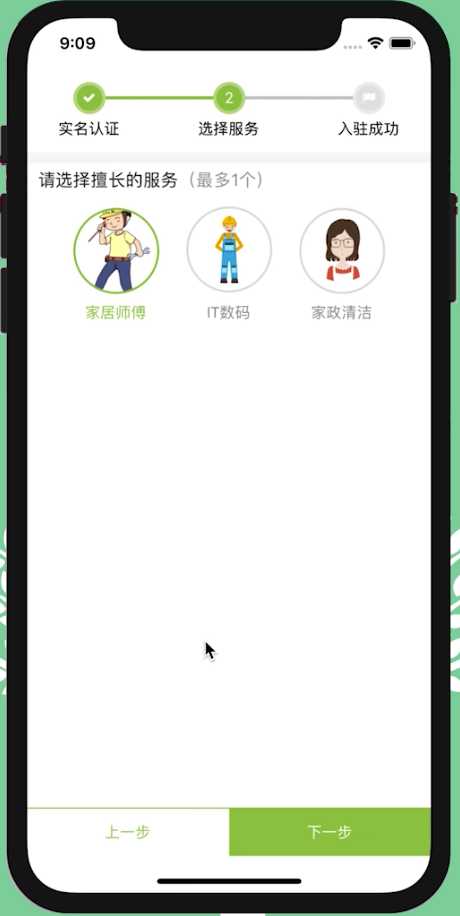 9:09
2
实名认证 选择服务 入驻成功
请选择擅长的服务（最多1个）
家居师傅 IT数码 家政清洁
上一步 下一步